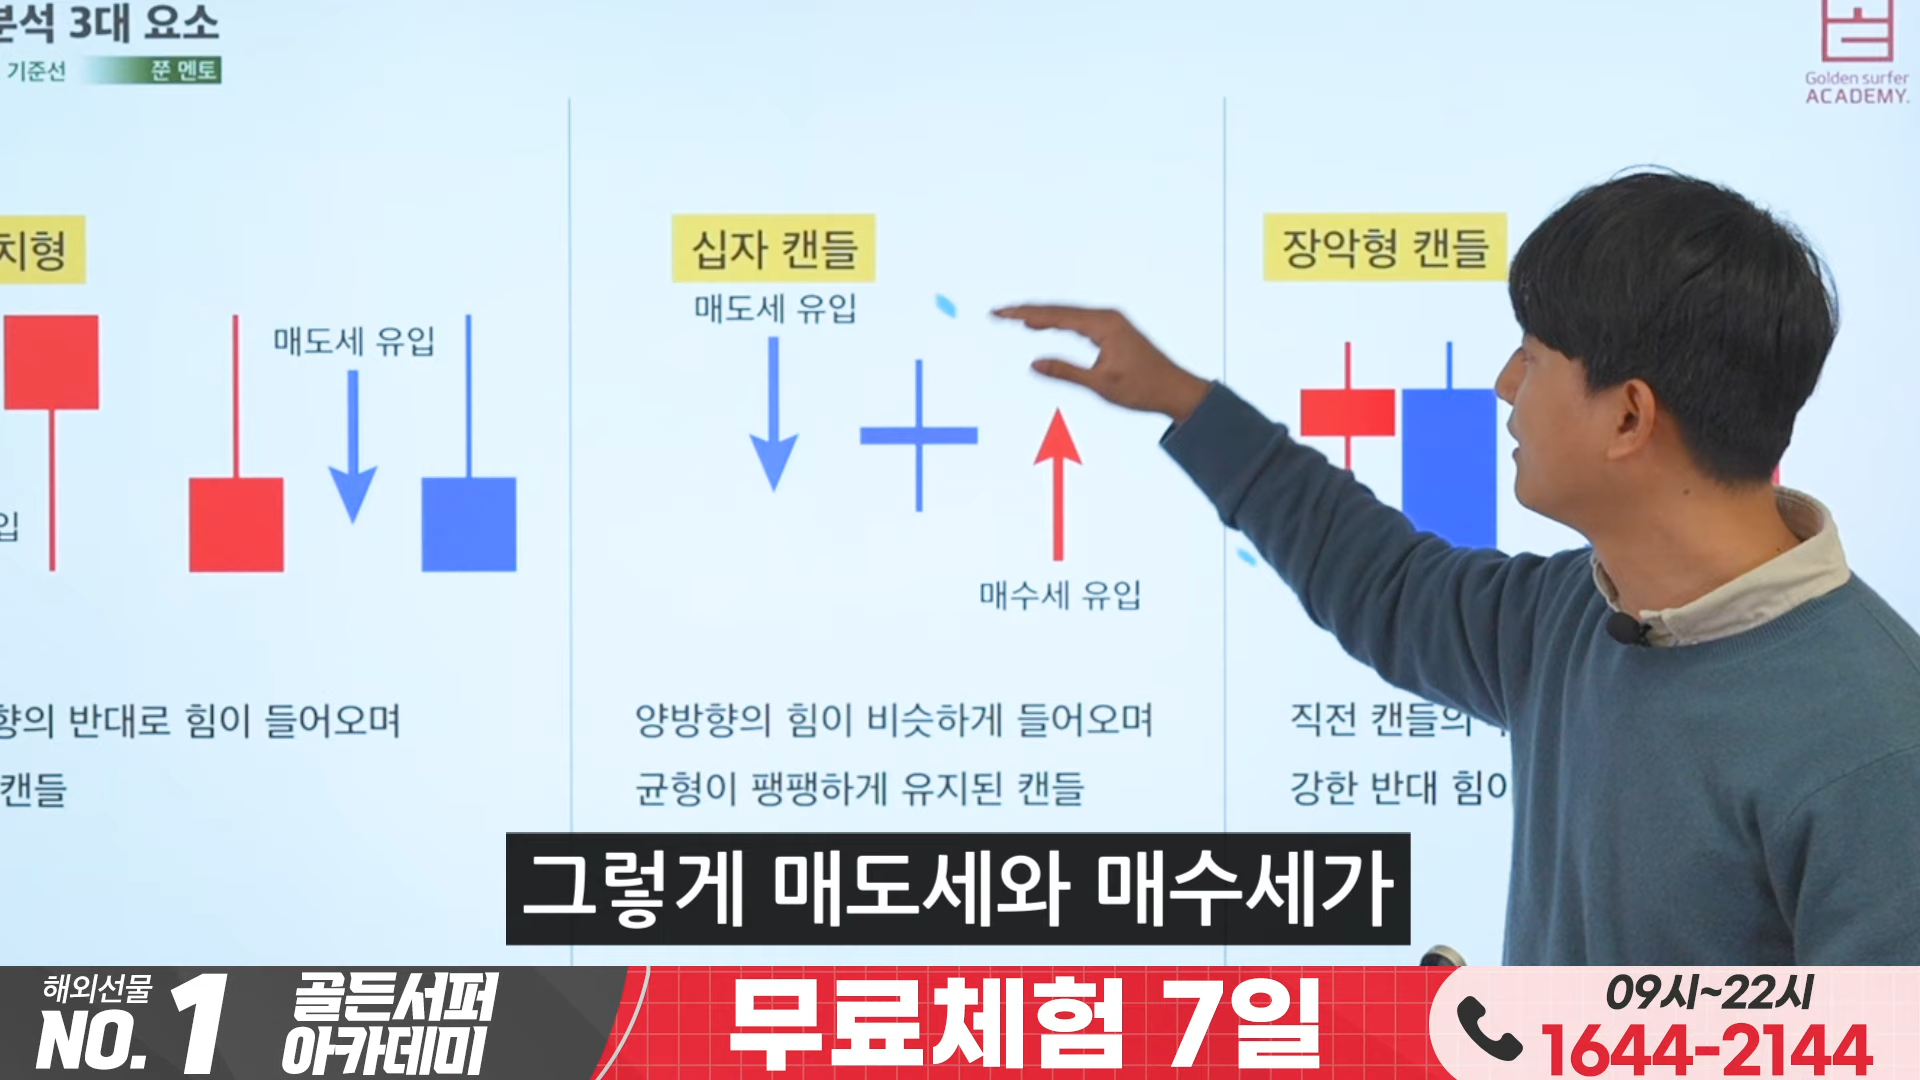 분석 3대 요소
기준선
쭌 멘토
Golden surfer
ACADEMY.
치형
매도세 유입
입
향의 반대로 힘이 들어오며
캔들
십자 캔들
매도세 유입
매수세 유입
양방향의 힘이 비슷하게 들어오며
균형이 팽팽하게 유지된 캔들
장악형 캔들
직전 캔들의
강한 반대 힘이
그렇게 매도세와 매수세가
해외선물
NO. 1
골든서퍼
아카데미
무료체험 7일
09시~22시
1644-2144